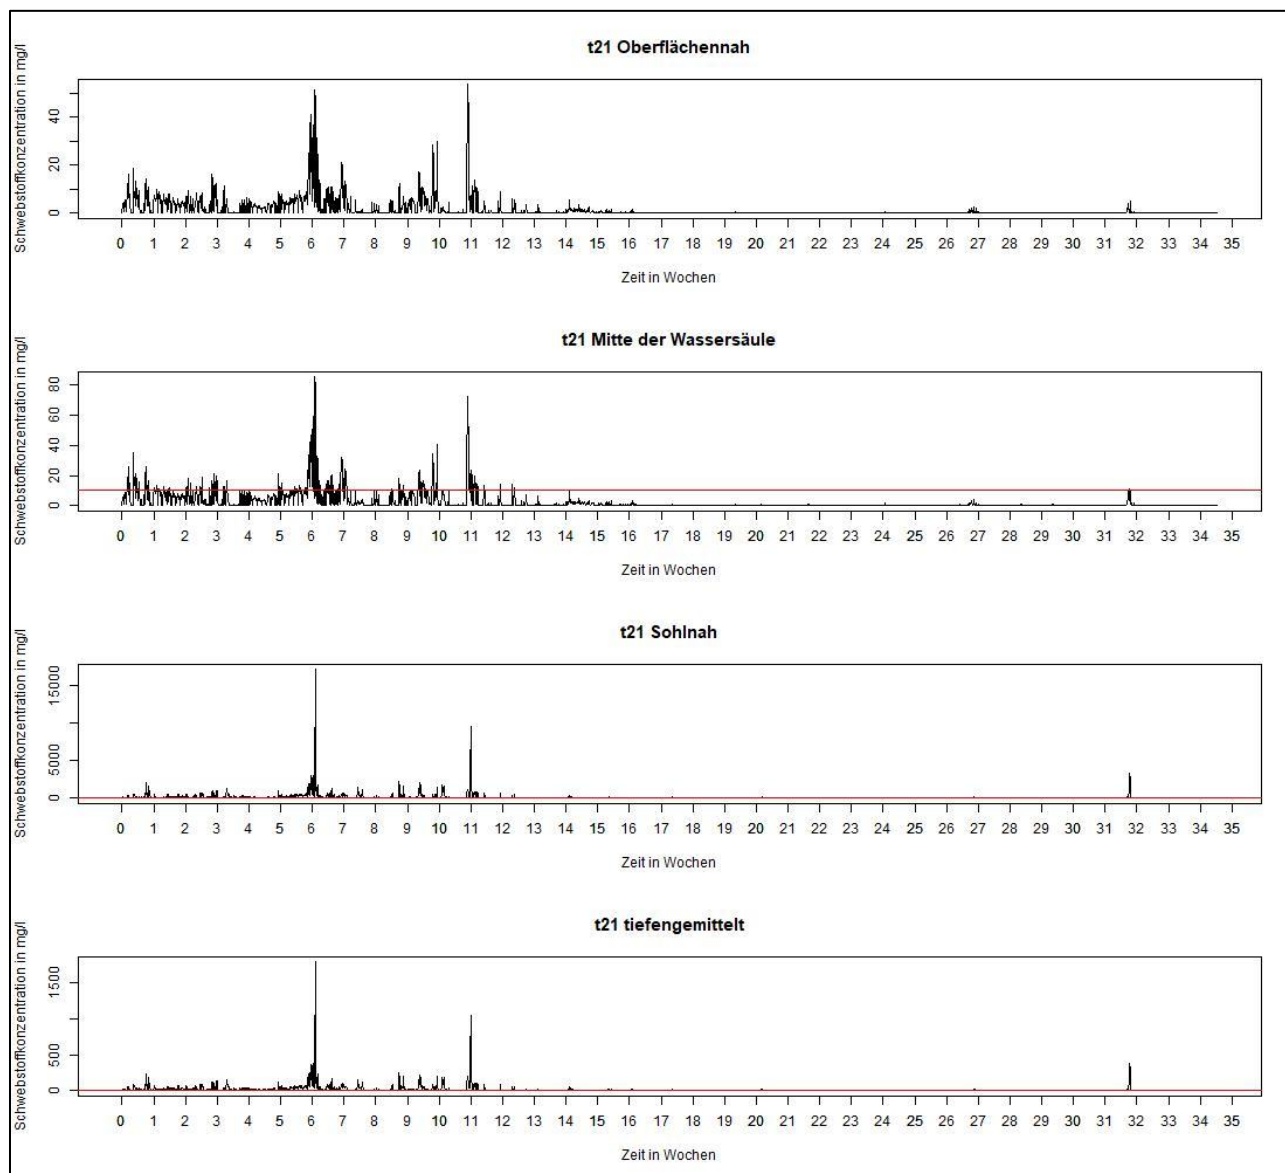 t21 Oberflächennah
Schwebstoffkonzentration in mg/l
0 20 40
0 1 2 3 4 5 6 7 8 9 10 11 12 13 14 15 16 17 18 19 20 21 22 23 24 25 26 27 28 29 30 31 32 33 34 35
Zeit in Wochen
t21 Mitte der Wassersäule
Schwebstoffkonzentration in mg/l
0 20 40 60 80
0 1 2 3 4 5 6 7 8 9 10 11 12 13 14 15 16 17 18 19 20 21 22 23 24 25 26 27 28 29 30 31 32 33 34 35
Zeit in Wochen
t21 Sohlnah
Schwebstoffkonzentration in mg/l
0 5000 15000
0 1 2 3 4 5 6 7 8 9 10 11 12 13 14 15 16 17 18 19 20 21 22 23 24 25 26 27 28 29 30 31 32 33 34 35
Zeit in Wochen
t21 tiefengemittelt
Schwebstoffkonzentration in mg/l
0 500 1500
0 1 2 3 4 5 6 7 8 9 10 11 12 13 14 15 16 17 18 19 20 21 22 23 24 25 26 27 28 29 30 31 32 33 34 35
Zeit in Wochen